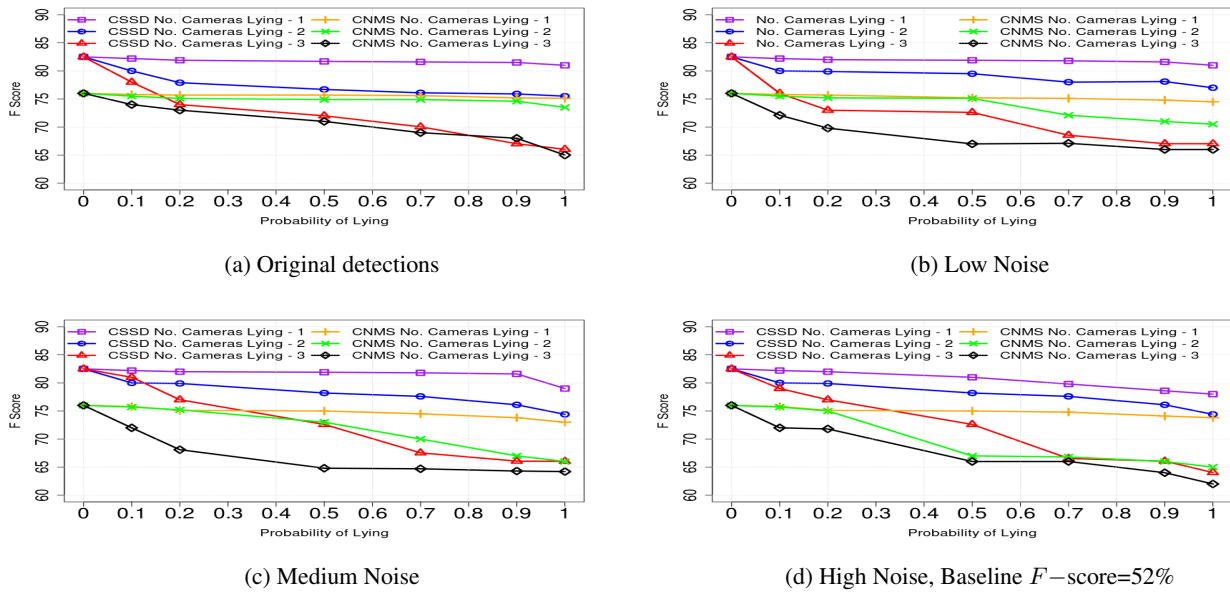 CSSD No. Cameras Lying - 1 CNMS No. Cameras Lying - 1
CSSD No. Cameras Lying - 2 CNMS No. Cameras Lying - 2
CSSD No. Cameras Lying - 3 CNMS No. Cameras Lying - 3
F Score
60 65 70 75 80 85 90
0 0.1 0.2 0.3 0.4 0.5 0.6 0.7 0.8 0.9 1
Probability of Lying
(a) Original detections
No. Cameras Lying - 1 CNMS No. Cameras Lying - 1
No. Cameras Lying - 2 CNMS No. Cameras Lying - 2
No. Cameras Lying - 3 CNMS No. Cameras Lying - 3
F Score
60 65 70 75 80 85 90
0 0.1 0.2 0.3 0.4 0.5 0.6 0.7 0.8 0.9 1
Probability of Lying
(b) Low Noise
CSSD No. Cameras Lying - 1 CNMS No. Cameras Lying - 1
CSSD No. Cameras Lying - 2 CNMS No. Cameras Lying - 2
CSSD No. Cameras Lying - 3 CNMS No. Cameras Lying - 3
F Score
60 65 70 75 80 85 90
0 0.1 0.2 0.3 0.4 0.5 0.6 0.7 0.8 0.9 1
Probability of Lying
(c) Medium Noise
CSSD No. Cameras Lying - 1 CNMS No. Cameras Lying - 1
CSSD No. Cameras Lying - 2 CNMS No. Cameras Lying - 2
CSSD No. Cameras Lying - 3 CNMS No. Cameras Lying - 3
F Score
60 65 70 75 80 85 90
0 0.1 0.2 0.3 0.4 0.5 0.6 0.7 0.8 0.9 1
Probability of Lying
(d) High Noise, Baseline F−score=52%